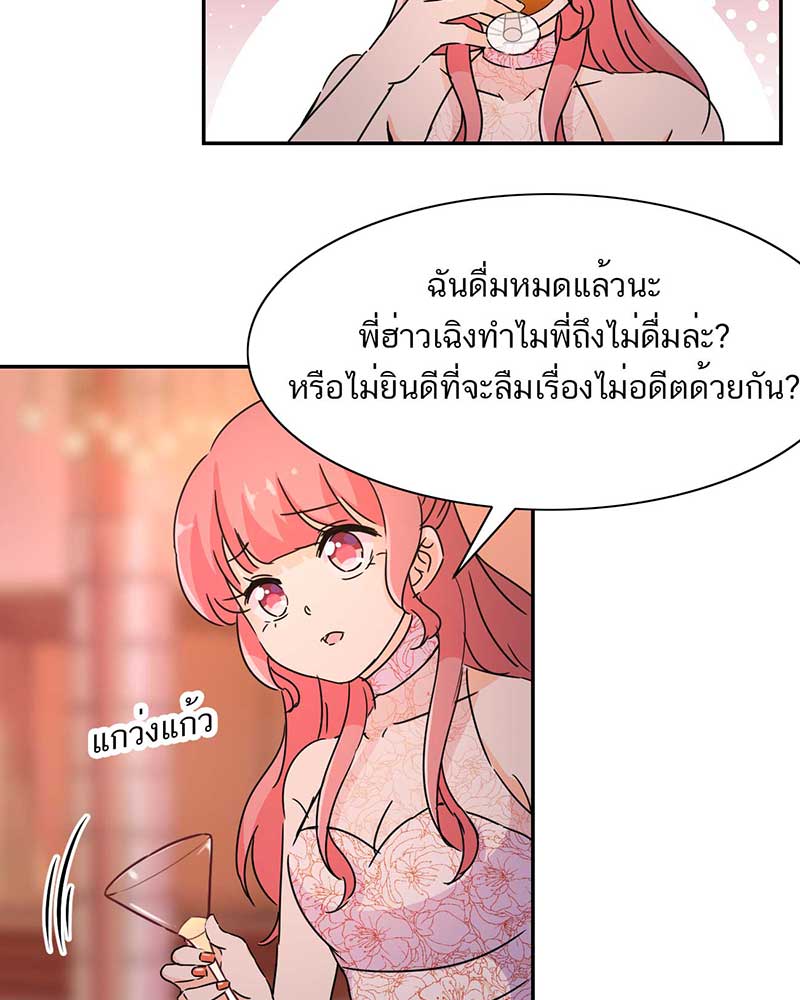 ฉันดื่มหมดแล้วนะ
พี่ฮ่าวเฉิงทำไมพี่ถึงไม่ดื่มล่ะ?
หรือไม่ยินดีที่จะลืมเรื่องไม่อดีตด้วยกัน?
แกว่งแก้ว